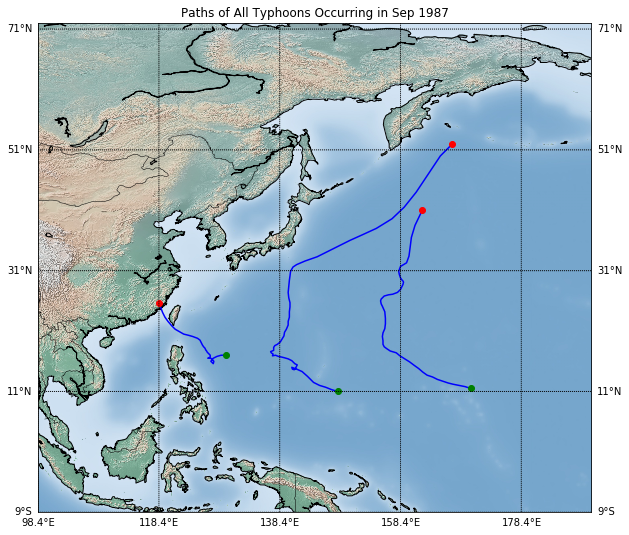 Paths of All Typhoons Occurring in Sep 1987
71°N 71°N
51°N 51°N
31°N 31°N
11°N 11°N
9°S 9°S
98.4°E 118.4°E 138.4°E 158.4°E 178.4°E